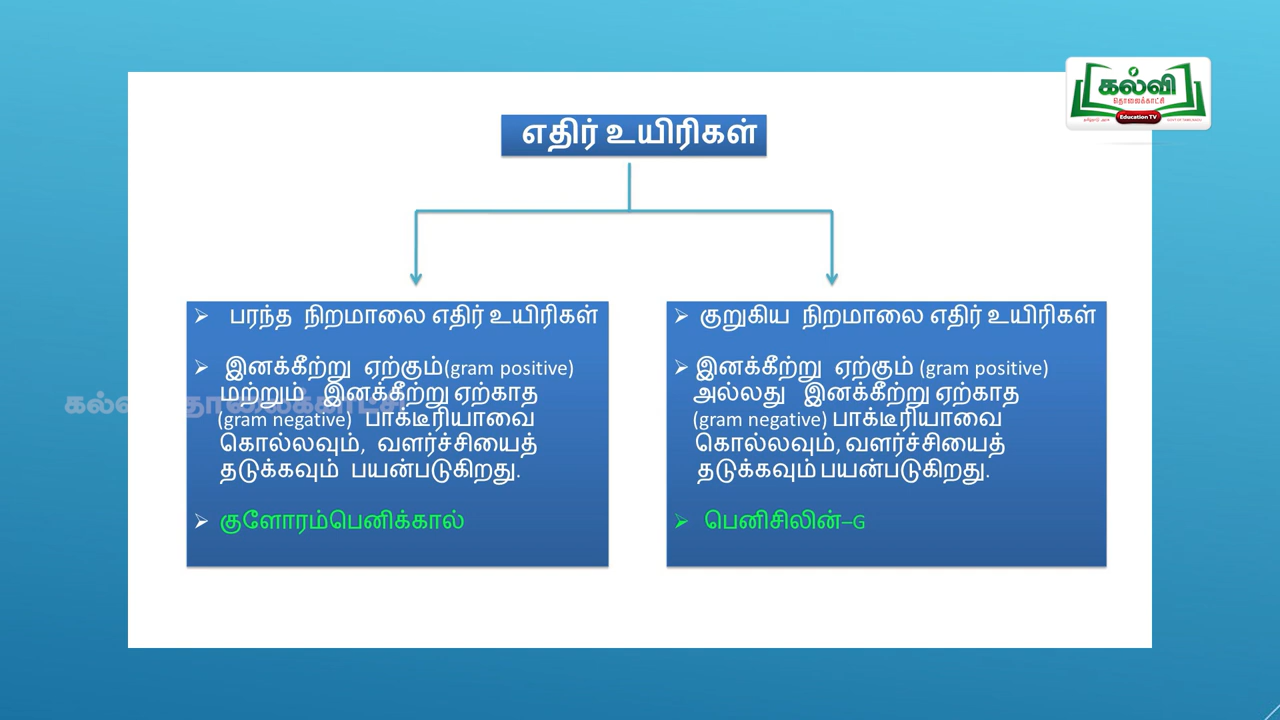 கல்வி
தொலைக்காட்சி
Education TV
எதிர் உயிரிகள்
➢ பரந்த நிறமாலை எதிர் உயிரிகள்
➢ இனக்கீற்று ஏற்கும்(gram positive)
மற்றும் இனக்கீற்று ஏற்காத
(gram negative) பாக்டீரியாவை
கொல்லவும், வளர்ச்சியைத்
தடுக்கவும் பயன்படுகிறது.
➢ குளோரம்பெனிக்கால்
➢ குறுகிய நிறமாலை எதிர் உயிரிகள்
➢ இனக்கீற்று ஏற்கும் (gram positive)
அல்லது இனக்கீற்று ஏற்காத
(gram negative) பாக்டீரியாவை
கொல்லவும், வளர்ச்சியைத்
தடுக்கவும் பயன்படுகிறது.
➢ பெனிசிலின்–G
கல்வி தொலைக்காட்சி